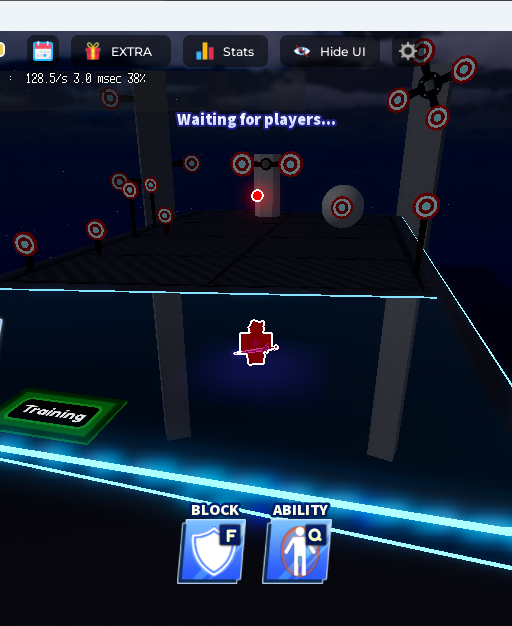 EXTRA
Stats
Hide UI
: 128.5/s 3.0 msec 38%
Waiting for players...
Training
BLOCK
ABILITY
F
Q